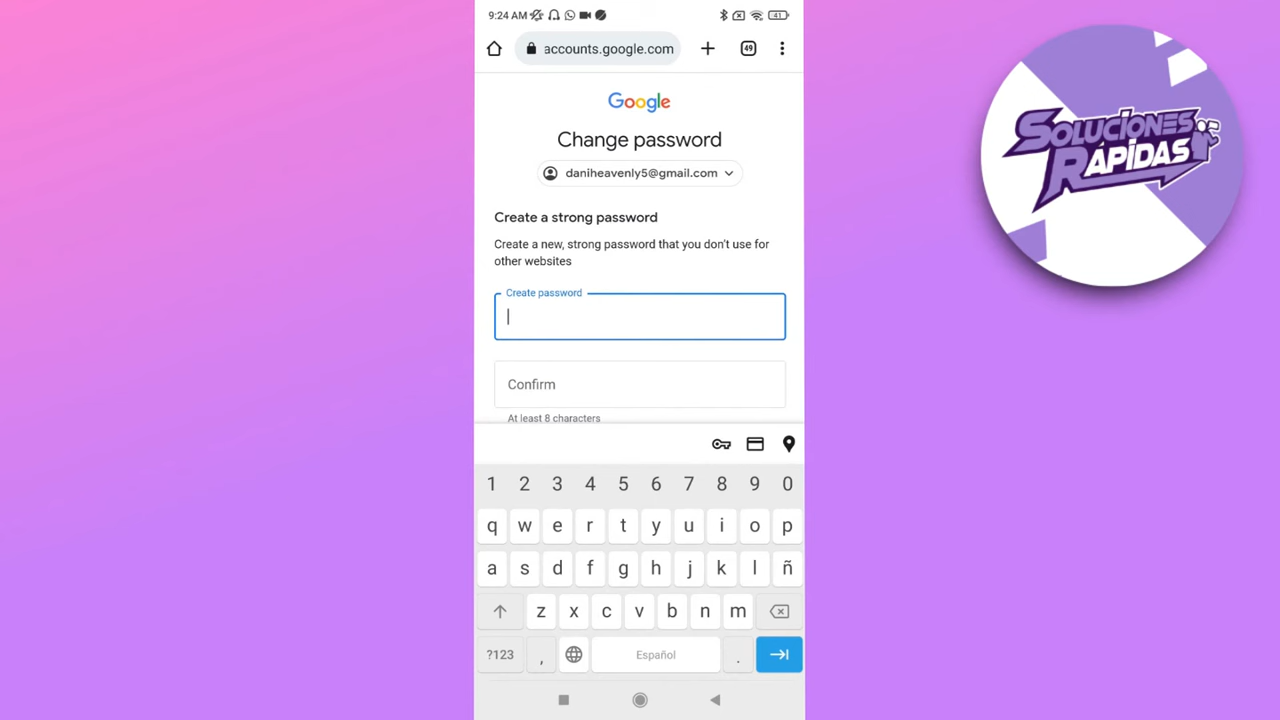 9:24 AM
41
accounts.google.com
49
Google
Change password
daniheavenly5@gmail.com
Create a strong password
Create a new, strong password that you don't use for
other websites
Create password
Confirm
At least 8 characters
1 2 3 4 5 6 7 8 9 0
q w e r t y u i o p
a s d f g h j k l ñ
z x c v b n m
?123 , Español .
SOLUCIONES
RÁPIDAS